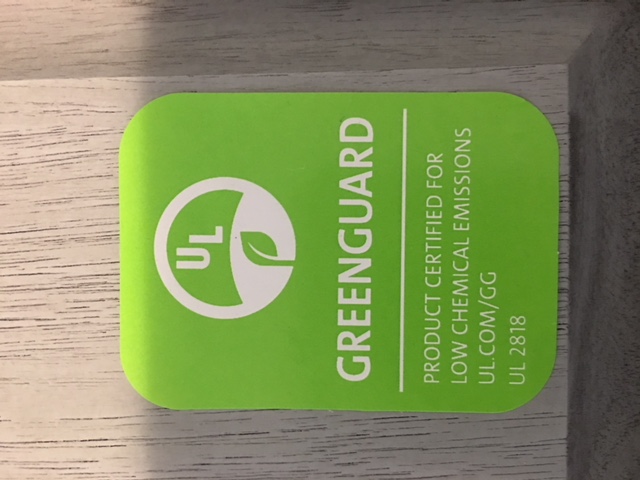 UL
GREENGUARD
PRODUCT CERTIFIED FOR
LOW CHEMICAL EMISSIONS
UL.COM/GG
UL 2818